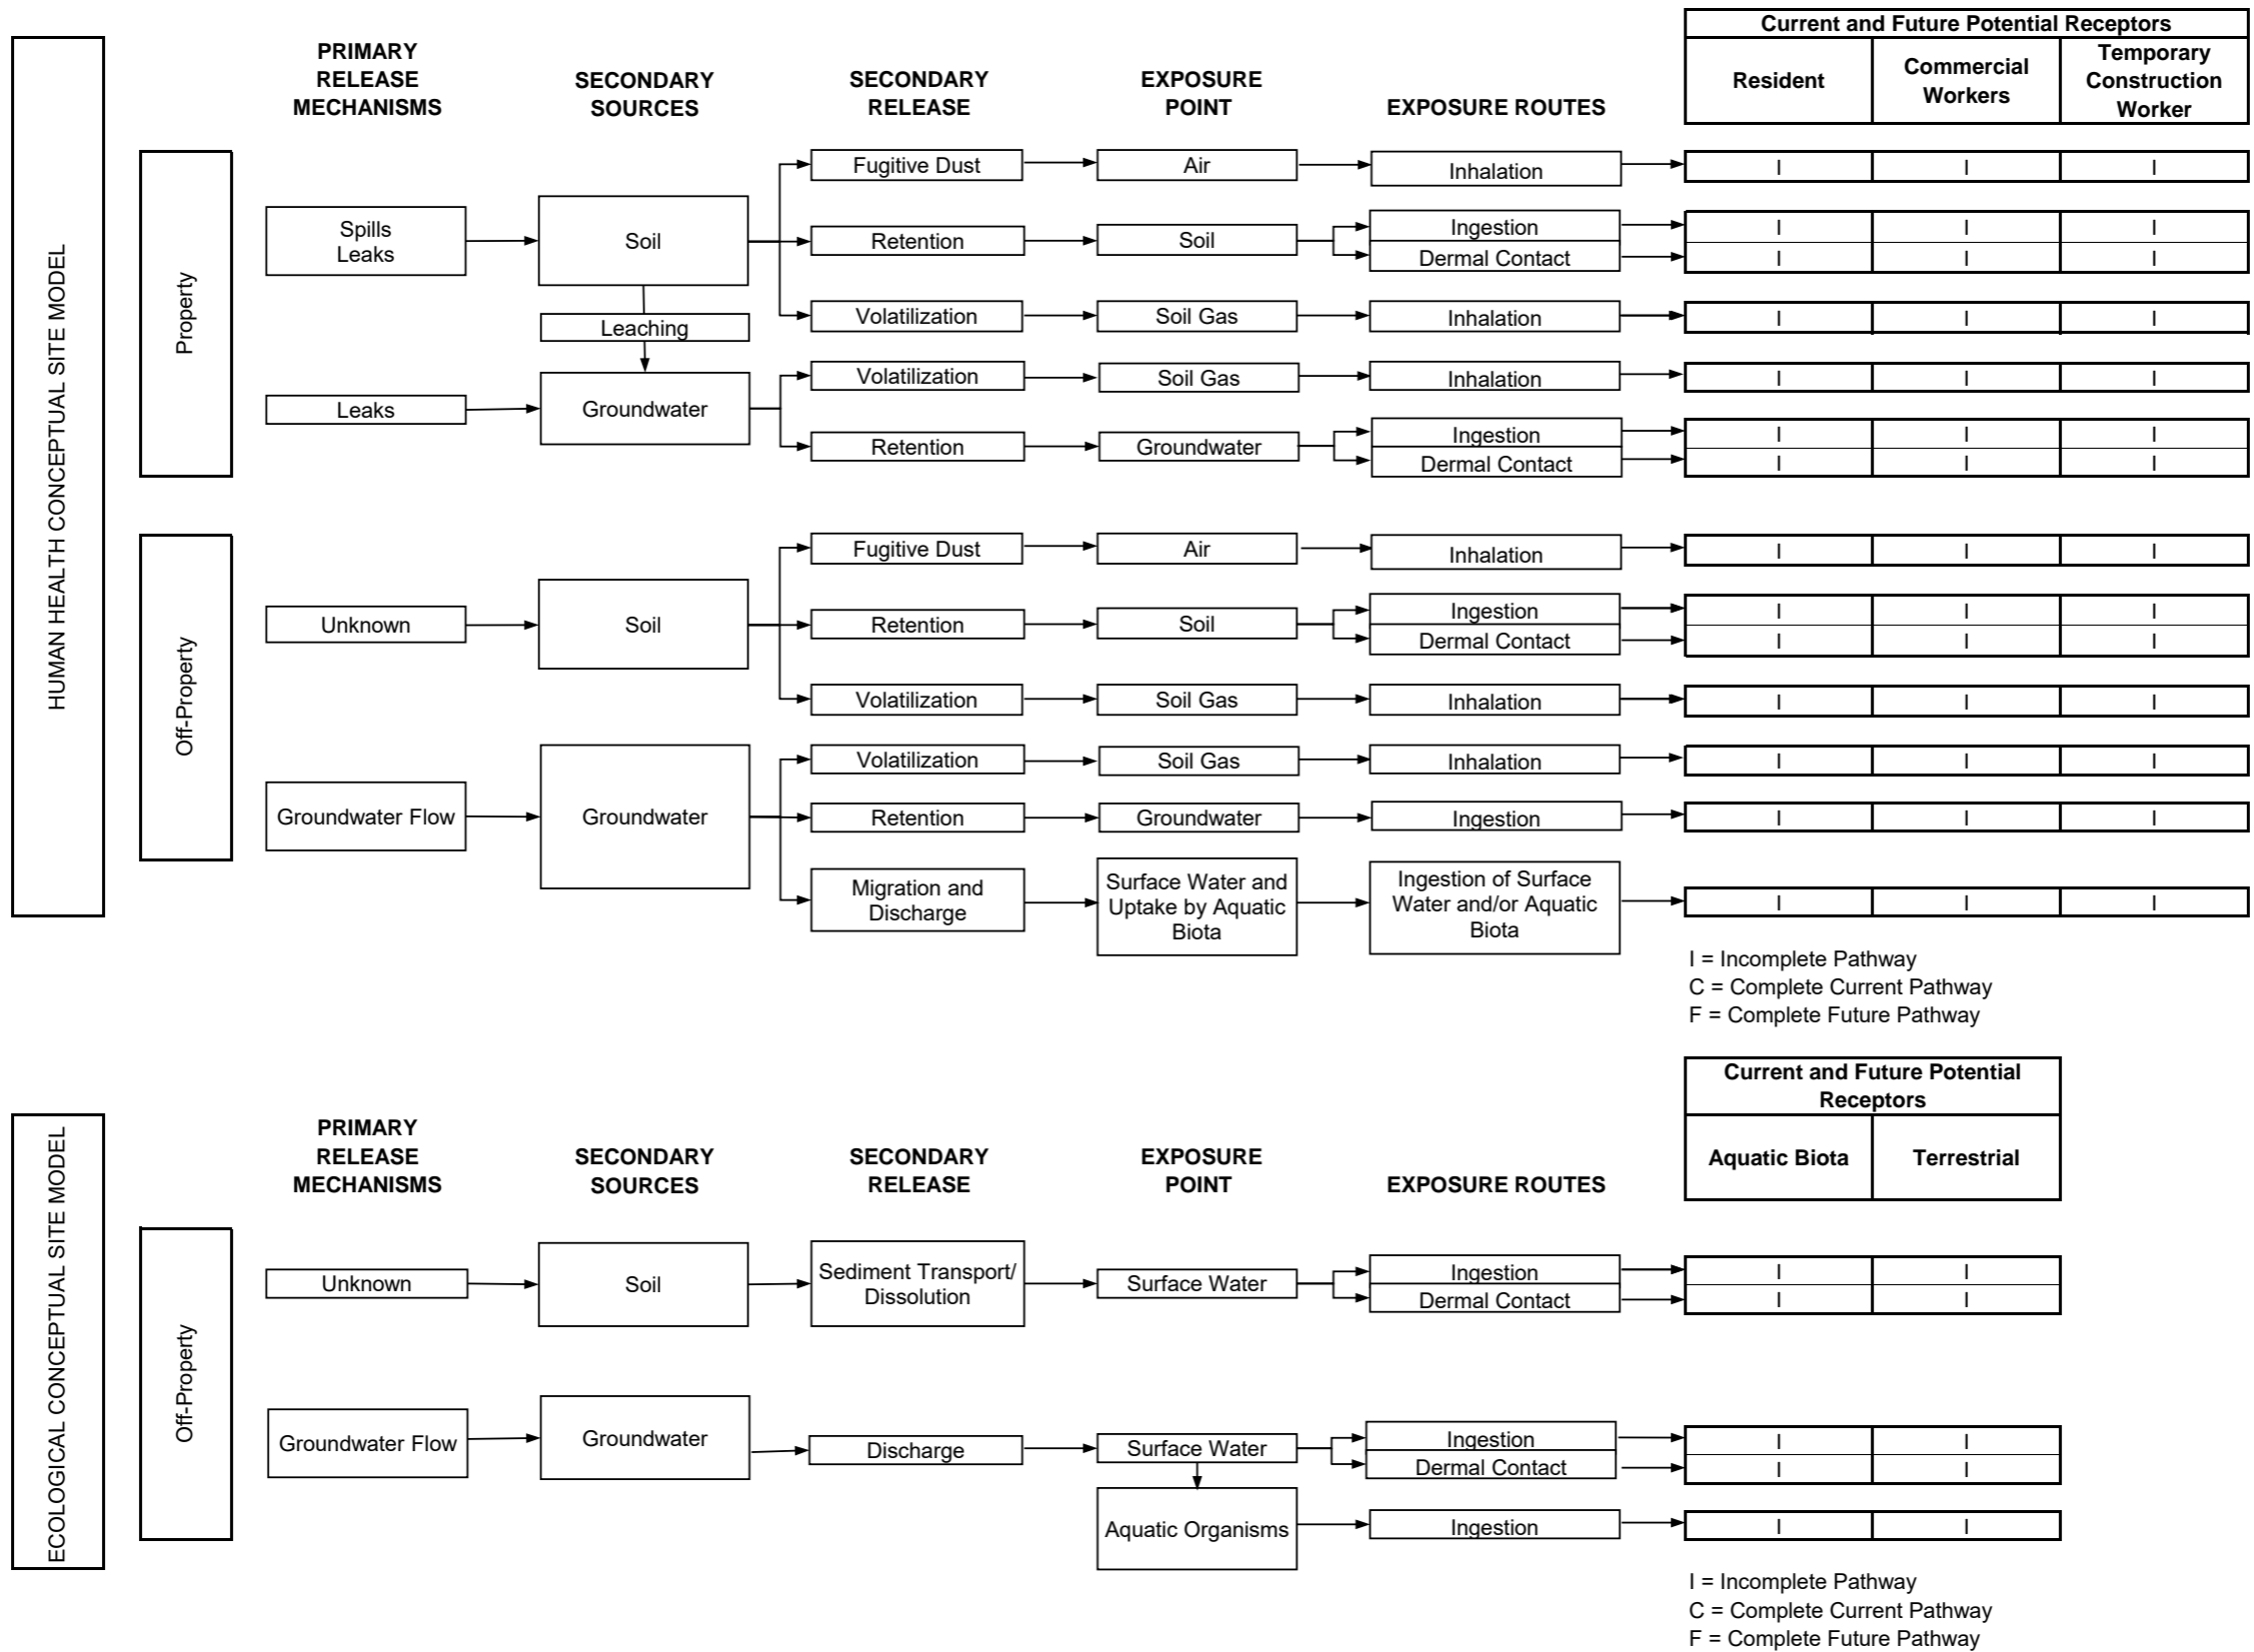 Current and Future Potential Receptors
PRIMARY
RELEASE
MECHANISMS
SECONDARY
SOURCES
SECONDARY
RELEASE
EXPOSURE
POINT
EXPOSURE ROUTES
Resident
Commercial
Workers
Temporary
Construction
Worker
HUMAN HEALTH CONCEPTUAL SITE MODEL
Property
Fugitive Dust
Air
Inhalation
I I I
Spills
Leaks
Soil
Retention
Soil
Ingestion
I I I
Dermal Contact
I I I
Volatilization
Soil Gas
Inhalation
I I I
Leaching
Volatilization
Soil Gas
Inhalation
I I I
Leaks
Groundwater
Retention
Groundwater
Ingestion
I I I
Dermal Contact
I I I
Off-Property
Fugitive Dust
Air
Inhalation
I I I
Unknown
Soil
Retention
Soil
Ingestion
I I I
Dermal Contact
I I I
Volatilization
Soil Gas
Inhalation
I I I
Volatilization
Soil Gas
Inhalation
I I I
Groundwater Flow
Groundwater
Retention
Groundwater
Ingestion
I I I
Migration and
Discharge
Surface Water and
Uptake by Aquatic
Biota
Ingestion of Surface
Water and/or Aquatic
Biota
I I I
I = Incomplete Pathway
C = Complete Current Pathway
F = Complete Future Pathway
Current and Future Potential
Receptors
PRIMARY
RELEASE
MECHANISMS
SECONDARY
SOURCES
SECONDARY
RELEASE
EXPOSURE
POINT
EXPOSURE ROUTES
Aquatic Biota
Terrestrial
ECOLOGICAL CONCEPTUAL SITE MODEL
Off-Property
Unknown
Soil
Sediment Transport/
Dissolution
Surface Water
Ingestion
I I
Dermal Contact
I I
Groundwater Flow
Groundwater
Discharge
Surface Water
Ingestion
I I
Dermal Contact
I I
Aquatic Organisms
Ingestion
I I
I = Incomplete Pathway
C = Complete Current Pathway
F = Complete Future Pathway